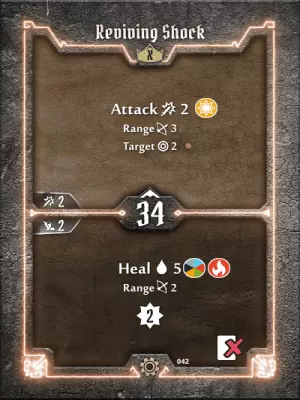 Reviving Shock
X
Attack 2
Range 3
Target 2
2
34
2
Heal 5
Range 2
2
042